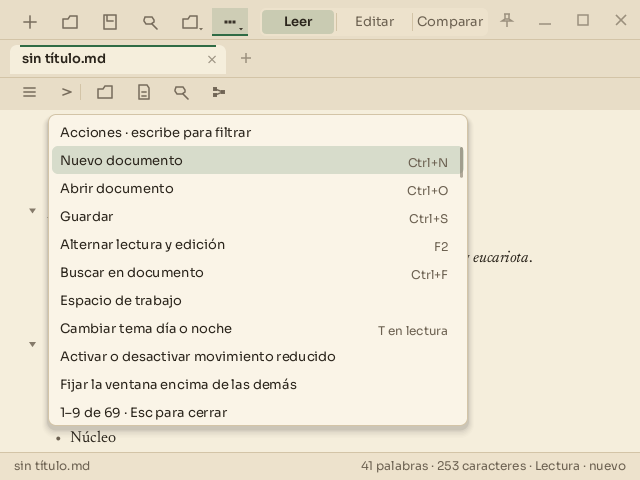 Leer
Editar
Comparar
sin título.md
Acciones · escribe para filtrar
Nuevo documento Ctrl+N
Abrir documento Ctrl+O
Guardar Ctrl+S
Alternar lectura y edición F2
Buscar en documento Ctrl+F
Espacio de trabajo
Cambiar tema día o noche T en lectura
Activar o desactivar movimiento reducido
Fijar la ventana encima de las demás
1–9 de 69 · Esc para cerrar
y eucariota.
• Núcleo
sin título.md 41 palabras · 253 caracteres · Lectura · nuevo